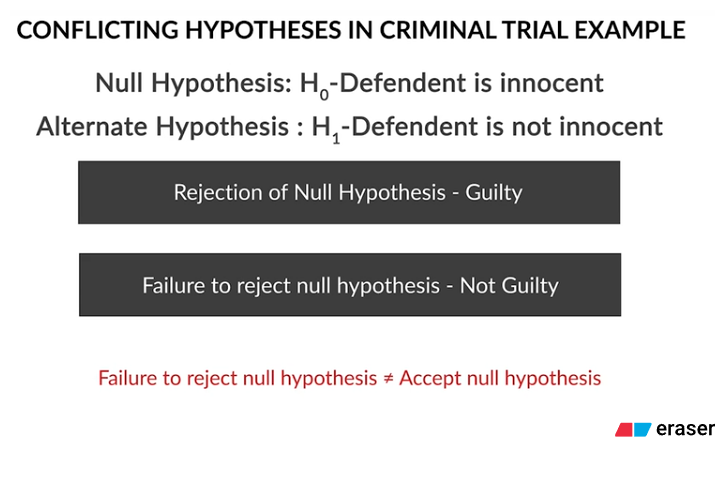 CONFLICTING HYPOTHESES IN CRIMINAL TRIAL EXAMPLE
Null Hypothesis: H₀-Defendent is innocent
Alternate Hypothesis : H₁-Defendent is not innocent
Rejection of Null Hypothesis - Guilty
Failure to reject null hypothesis - Not Guilty
Failure to reject null hypothesis ≠ Accept null hypothesis
eraser